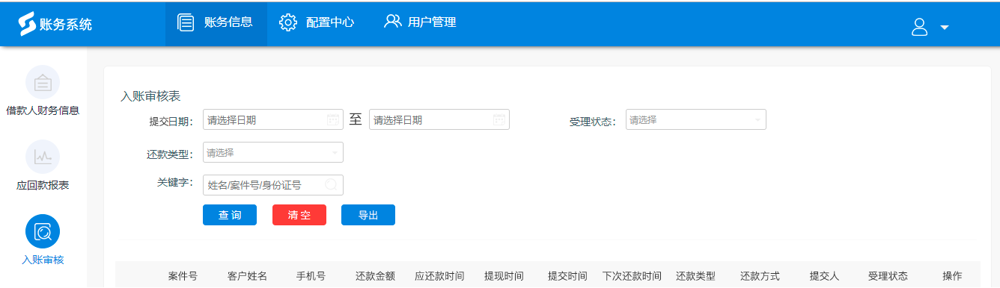 账务系统 账务信息 配置中心 用户管理
借款人财务信息
应回款报表
入账审核
入账审核表
提交日期： 请选择日期 至 请选择日期 受理状态： 请选择
还款类型： 请选择
关键字： 姓名/案件号/身份证号
查询 清空 导出
案件号 客户姓名 手机号 还款金额 应还款时间 提现时间 提交时间 下次还款时间 还款类型 还款方式 提交人 受理状态 操作